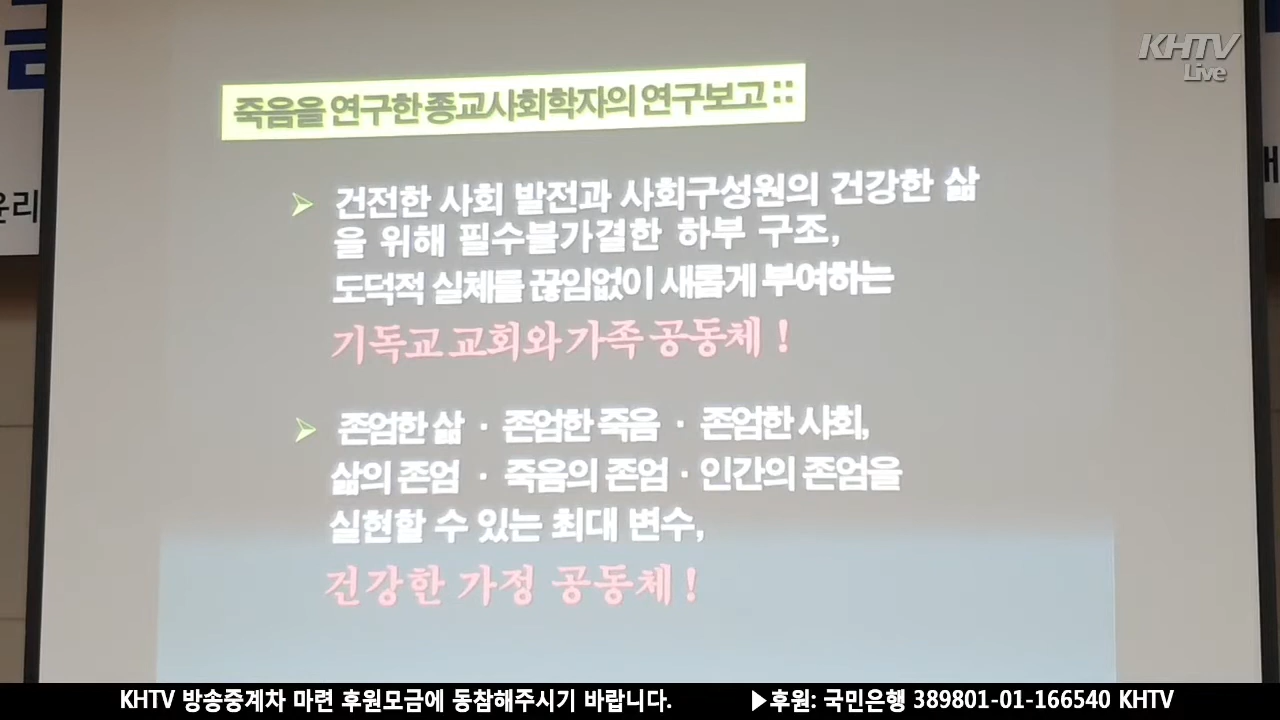 KHTV
Live
죽음을 연구한 종교사회학자의 연구보고 ::
➢ 건전한 사회 발전과 사회구성원의 건강한 삶
을 위해 필수불가결한 하부 구조,
도덕적 실체를 끊임없이 새롭게 부여하는
기독교 교회와 가족 공동체 !
➢ 존엄한 삶 · 존엄한 죽음 · 존엄한 사회,
삶의 존엄 · 죽음의 존엄 · 인간의 존엄을
실현할 수 있는 최대 변수,
건강한 가정 공동체 !
KHTV 방송중계차 마련 후원모금에 동참해주시기 바랍니다. ▶후원: 국민은행 389801-01-166540 KHTV